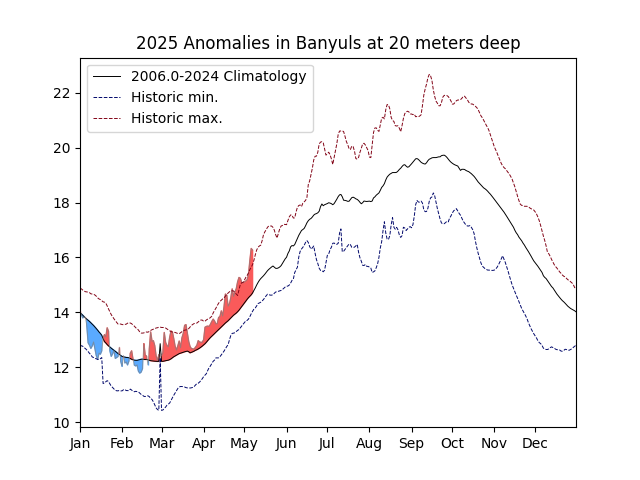 2025 Anomalies in Banyuls at 20 meters deep
2006.0-2024 Climatology
Historic min.
Historic max.
22
20
18
16
14
12
10
Jan Feb Mar Apr May Jun Jul Aug Sep Oct Nov Dec